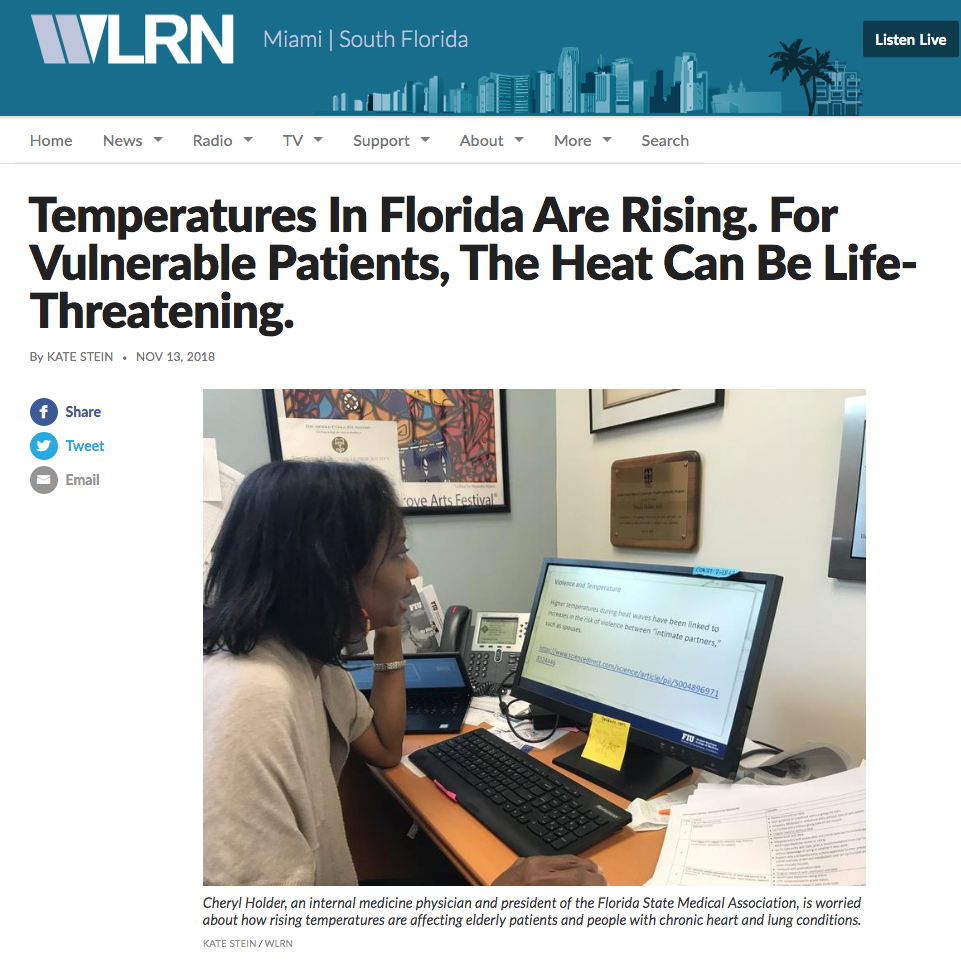 WLRN
Miami | South Florida
Listen Live
Home News Radio TV Support About More Search
Temperatures In Florida Are Rising. For
Vulnerable Patients, The Heat Can Be Life-
Threatening.
By KATE STEIN • NOV 13, 2018
Share
Tweet
Email
ove Arts Festival"
Violence and Temperature
Higher temperatures during heat waves have been linked to
increases in the risk of violence between "intimate partners,"
such as spouses.
https://www.sciencedirect.com/science/article/pii/S004896971
FIU
Cheryl Holder, an internal medicine physician and president of the Florida State Medical Association, is worried
about how rising temperatures are affecting elderly patients and people with chronic heart and lung conditions.
KATE STEIN / WLRN